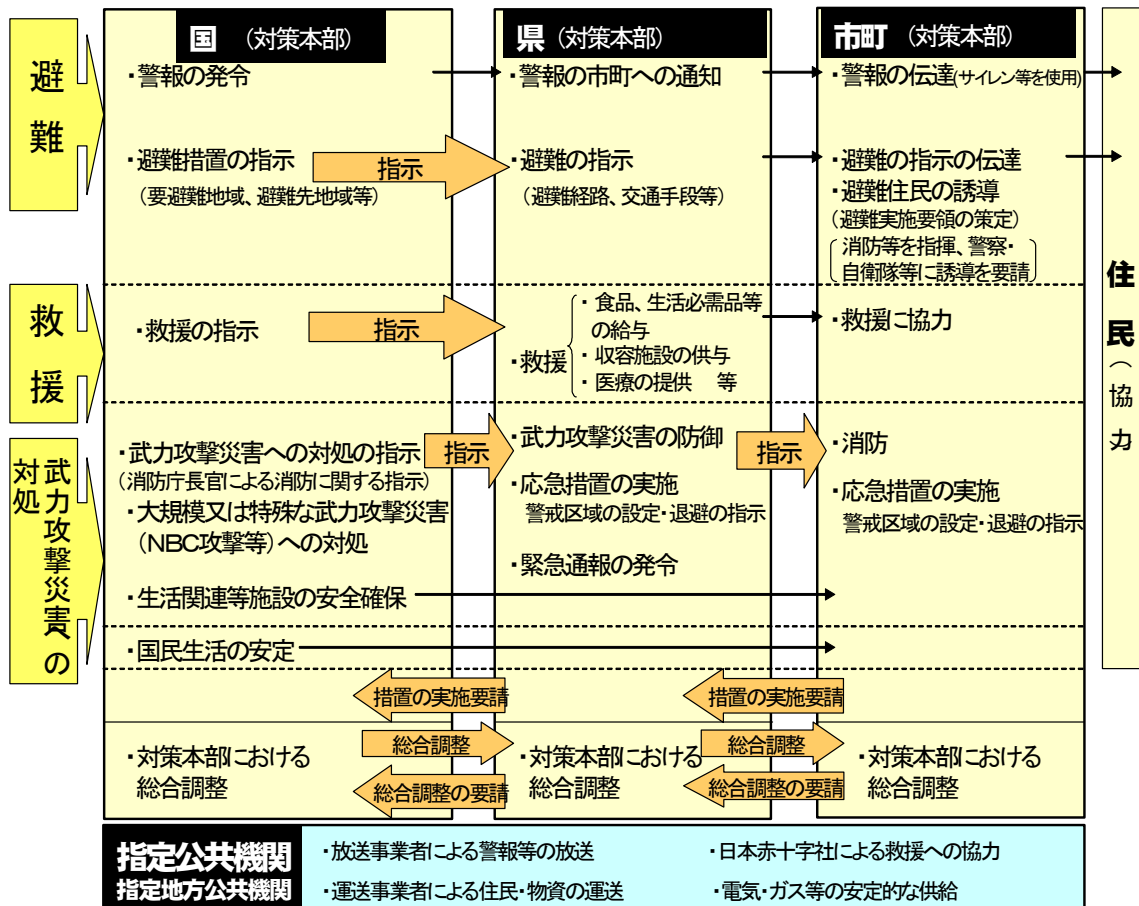 国 (対策本部)
県 (対策本部)
市町 (対策本部)
避難
・警報の発令
・警報の市町への通知
・警報の伝達(サイレン等を使用)
・避難措置の指示
(要避難地域、避難先地域等)
指示
・避難の指示
(避難経路、交通手段等)
・避難の指示の伝達
・避難住民の誘導
(避難実施要領の策定)
消防等を指揮、警察・
自衛隊等に誘導を要請
救援
・救援の指示
指示
・救援
・食品、生活必需品等
の給与
・収容施設の供与
・医療の提供 等
・救援に協力
武力攻撃災害の
対処
・武力攻撃災害への対処の指示
(消防庁長官による消防に関する指示)
・大規模又は特殊な武力攻撃災害
(NBC攻撃等)への対処
指示
・武力攻撃災害の防御
・応急措置の実施
警戒区域の設定・退避の指示
・緊急通報の発令
指示
・消防
・応急措置の実施
警戒区域の設定・退避の指示
・生活関連等施設の安全確保
・国民生活の安定
措置の実施要請
措置の実施要請
・対策本部における
総合調整
総合調整
総合調整の要請
・対策本部における
総合調整
総合調整
総合調整の要請
・対策本部における
総合調整
住民(協力
指定公共機関
指定地方公共機関
・放送事業者による警報等の放送
・日本赤十字社による救援への協力
・運送事業者による住民・物資の運送
・電気・ガス等の安定的な供給